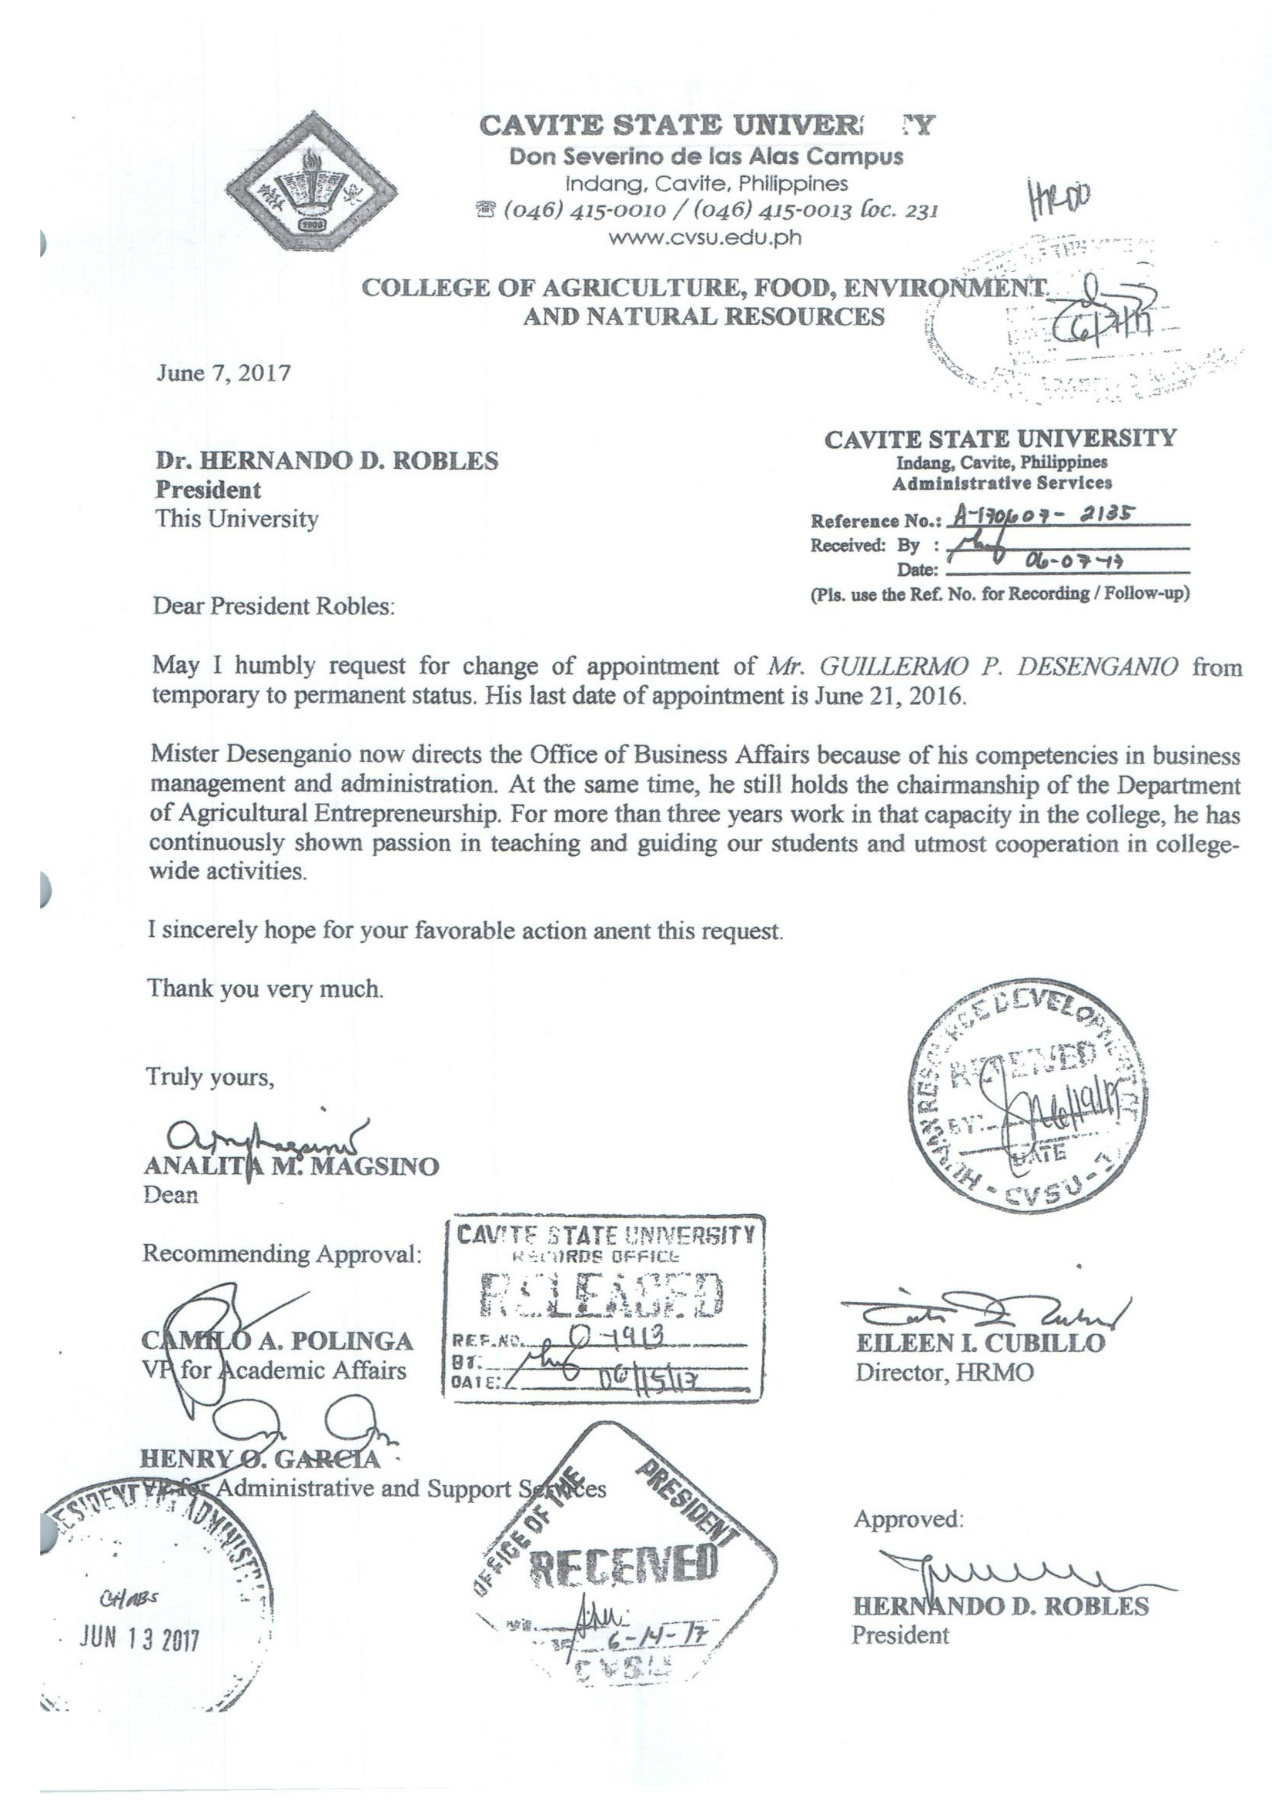 CAVITE STATE UNIVER TY
Don Severino de las Alas Campus
Indang, Cavite, Philippines
☎ (046) 415-0010 / (046) 415-0013 loc. 231
www.cvsu.edu.ph
1906
HRDO
COLLEGE OF AGRICULTURE, FOOD, ENVIRONMENT
AND NATURAL RESOURCES
6/7/17
June 7, 2017
CAVITE STATE UNIVERSITY
Indang, Cavite, Philippines
Administrative Services
Reference No.: A-170607- 2135
Received: By :
Date: 06-07-17
(Pls. use the Ref. No. for Recording / Follow-up)
Dr. HERNANDO D. ROBLES
President
This University
Dear President Robles:
May I humbly request for change of appointment of Mr. GUILLERMO P. DESENGANIO from
temporary to permanent status. His last date of appointment is June 21, 2016.
Mister Desenganio now directs the Office of Business Affairs because of his competencies in business
management and administration. At the same time, he still holds the chairmanship of the Department
of Agricultural Entrepreneurship. For more than three years work in that capacity in the college, he has
continuously shown passion in teaching and guiding our students and utmost cooperation in college-
wide activities.
I sincerely hope for your favorable action anent this request.
Thank you very much.
HUMAN RESOURCE DEVELOPMENT
RECEIVED
BY:
DATE
CVSU
Truly yours,
ANALITA M. MAGSINO
Dean
Recommending Approval:
CAVITE STATE UNIVERSITY
RECORDS OFFICE
RELEASED
REF.NO. 0-1913
BY:
DATE: 06/15/17
CAMILO A. POLINGA
VP for Academic Affairs
EILEEN I. CUBILLO
Director, HRMO
HENRY O. GARCIA
VP for Administrative and Support Services
JUN 13 2017
OFFICE OF THE PRESIDENT
RECEIVED
6-14-17
CVSU
Approved:
HERNANDO D. ROBLES
President